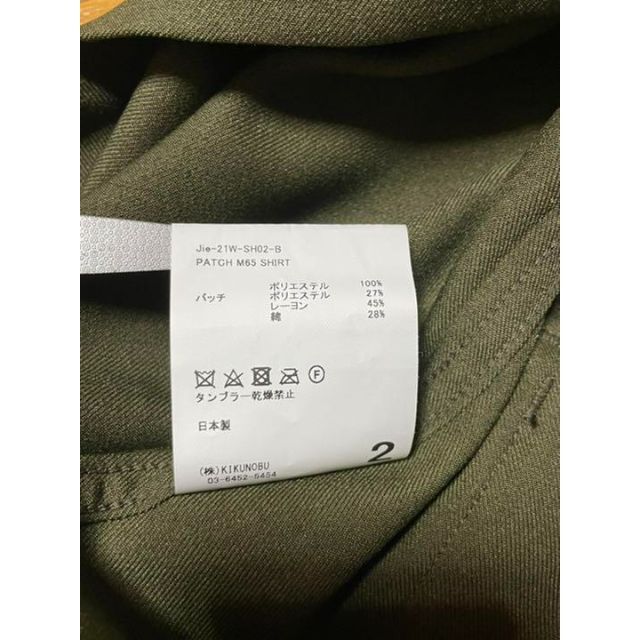 Jie-21W-SH02-B
PATCH M65 SHIRT
ポリエステル 100%
パッチ ポリエステル 27%
レーヨン 45%
綿 28%
F
タンブラー乾燥禁止
日本製
2
(株)KIKUNOBU
03-6452-5454